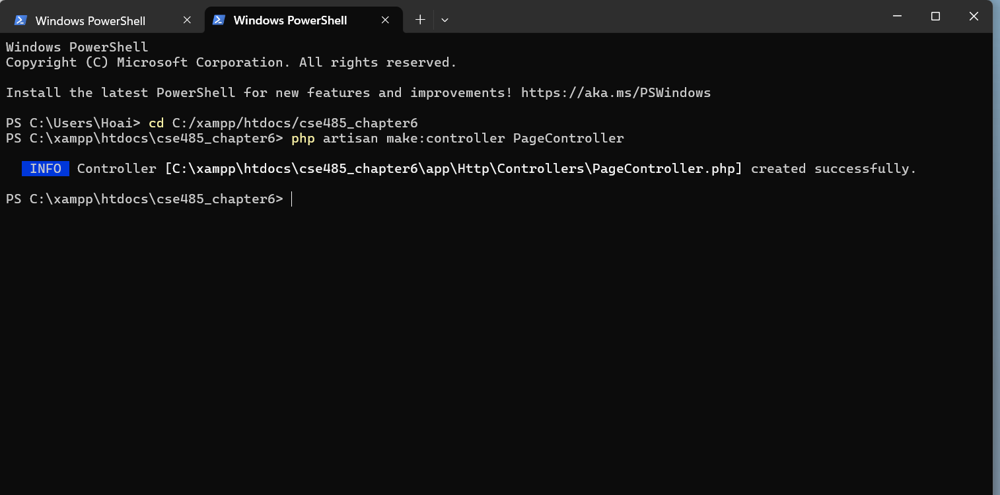 Windows PowerShell
Windows PowerShell
Windows PowerShell
Copyright (C) Microsoft Corporation. All rights reserved.
Install the latest PowerShell for new features and improvements! https://aka.ms/PSWindows
PS C:\Users\Hoai> cd C:/xampp/htdocs/cse485_chapter6
PS C:\xampp\htdocs\cse485_chapter6> php artisan make:controller PageController
INFO Controller [C:\xampp\htdocs\cse485_chapter6\app\Http\Controllers\PageController.php] created successfully.
PS C:\xampp\htdocs\cse485_chapter6>